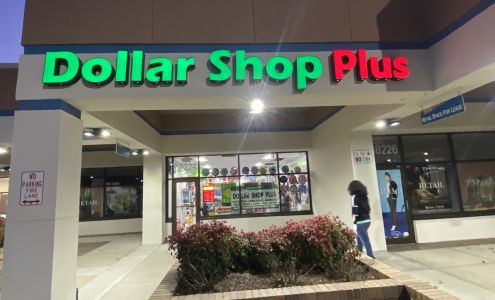 Dollar Shop Plus
RETAIL SPACE FOR LEASE
8226
NO
PARKING
FIRE
LANE
DOLLAR SHOP PLUS
RETAIL
RETAIL